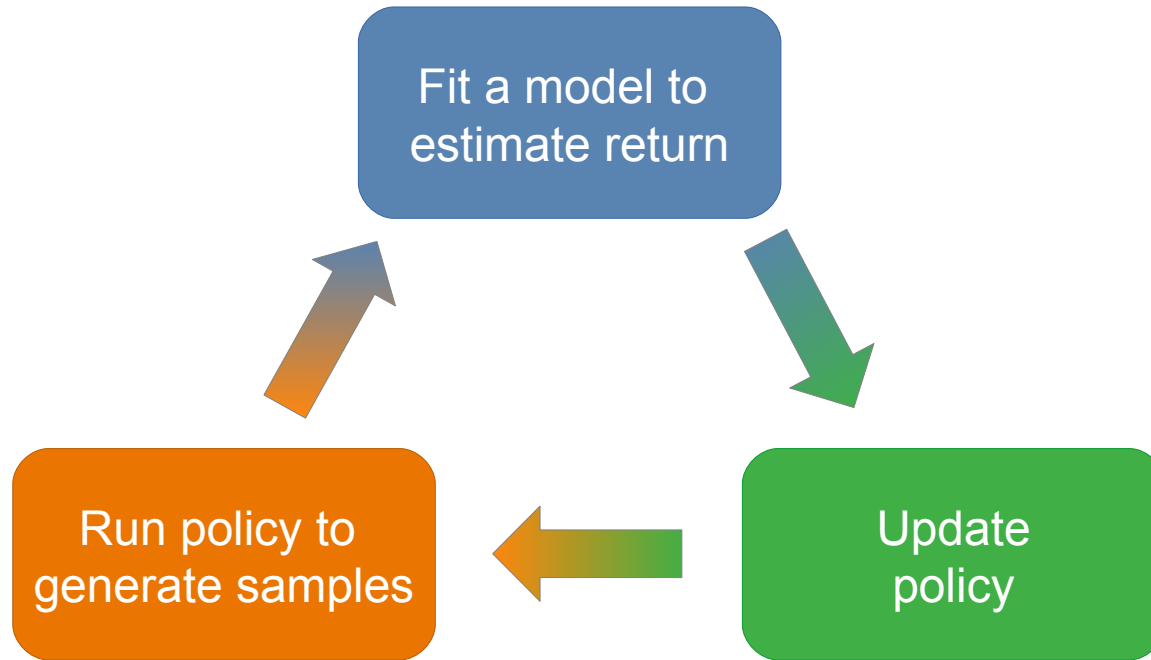 Fit a model to
estimate return
Run policy to
generate samples
Update
policy